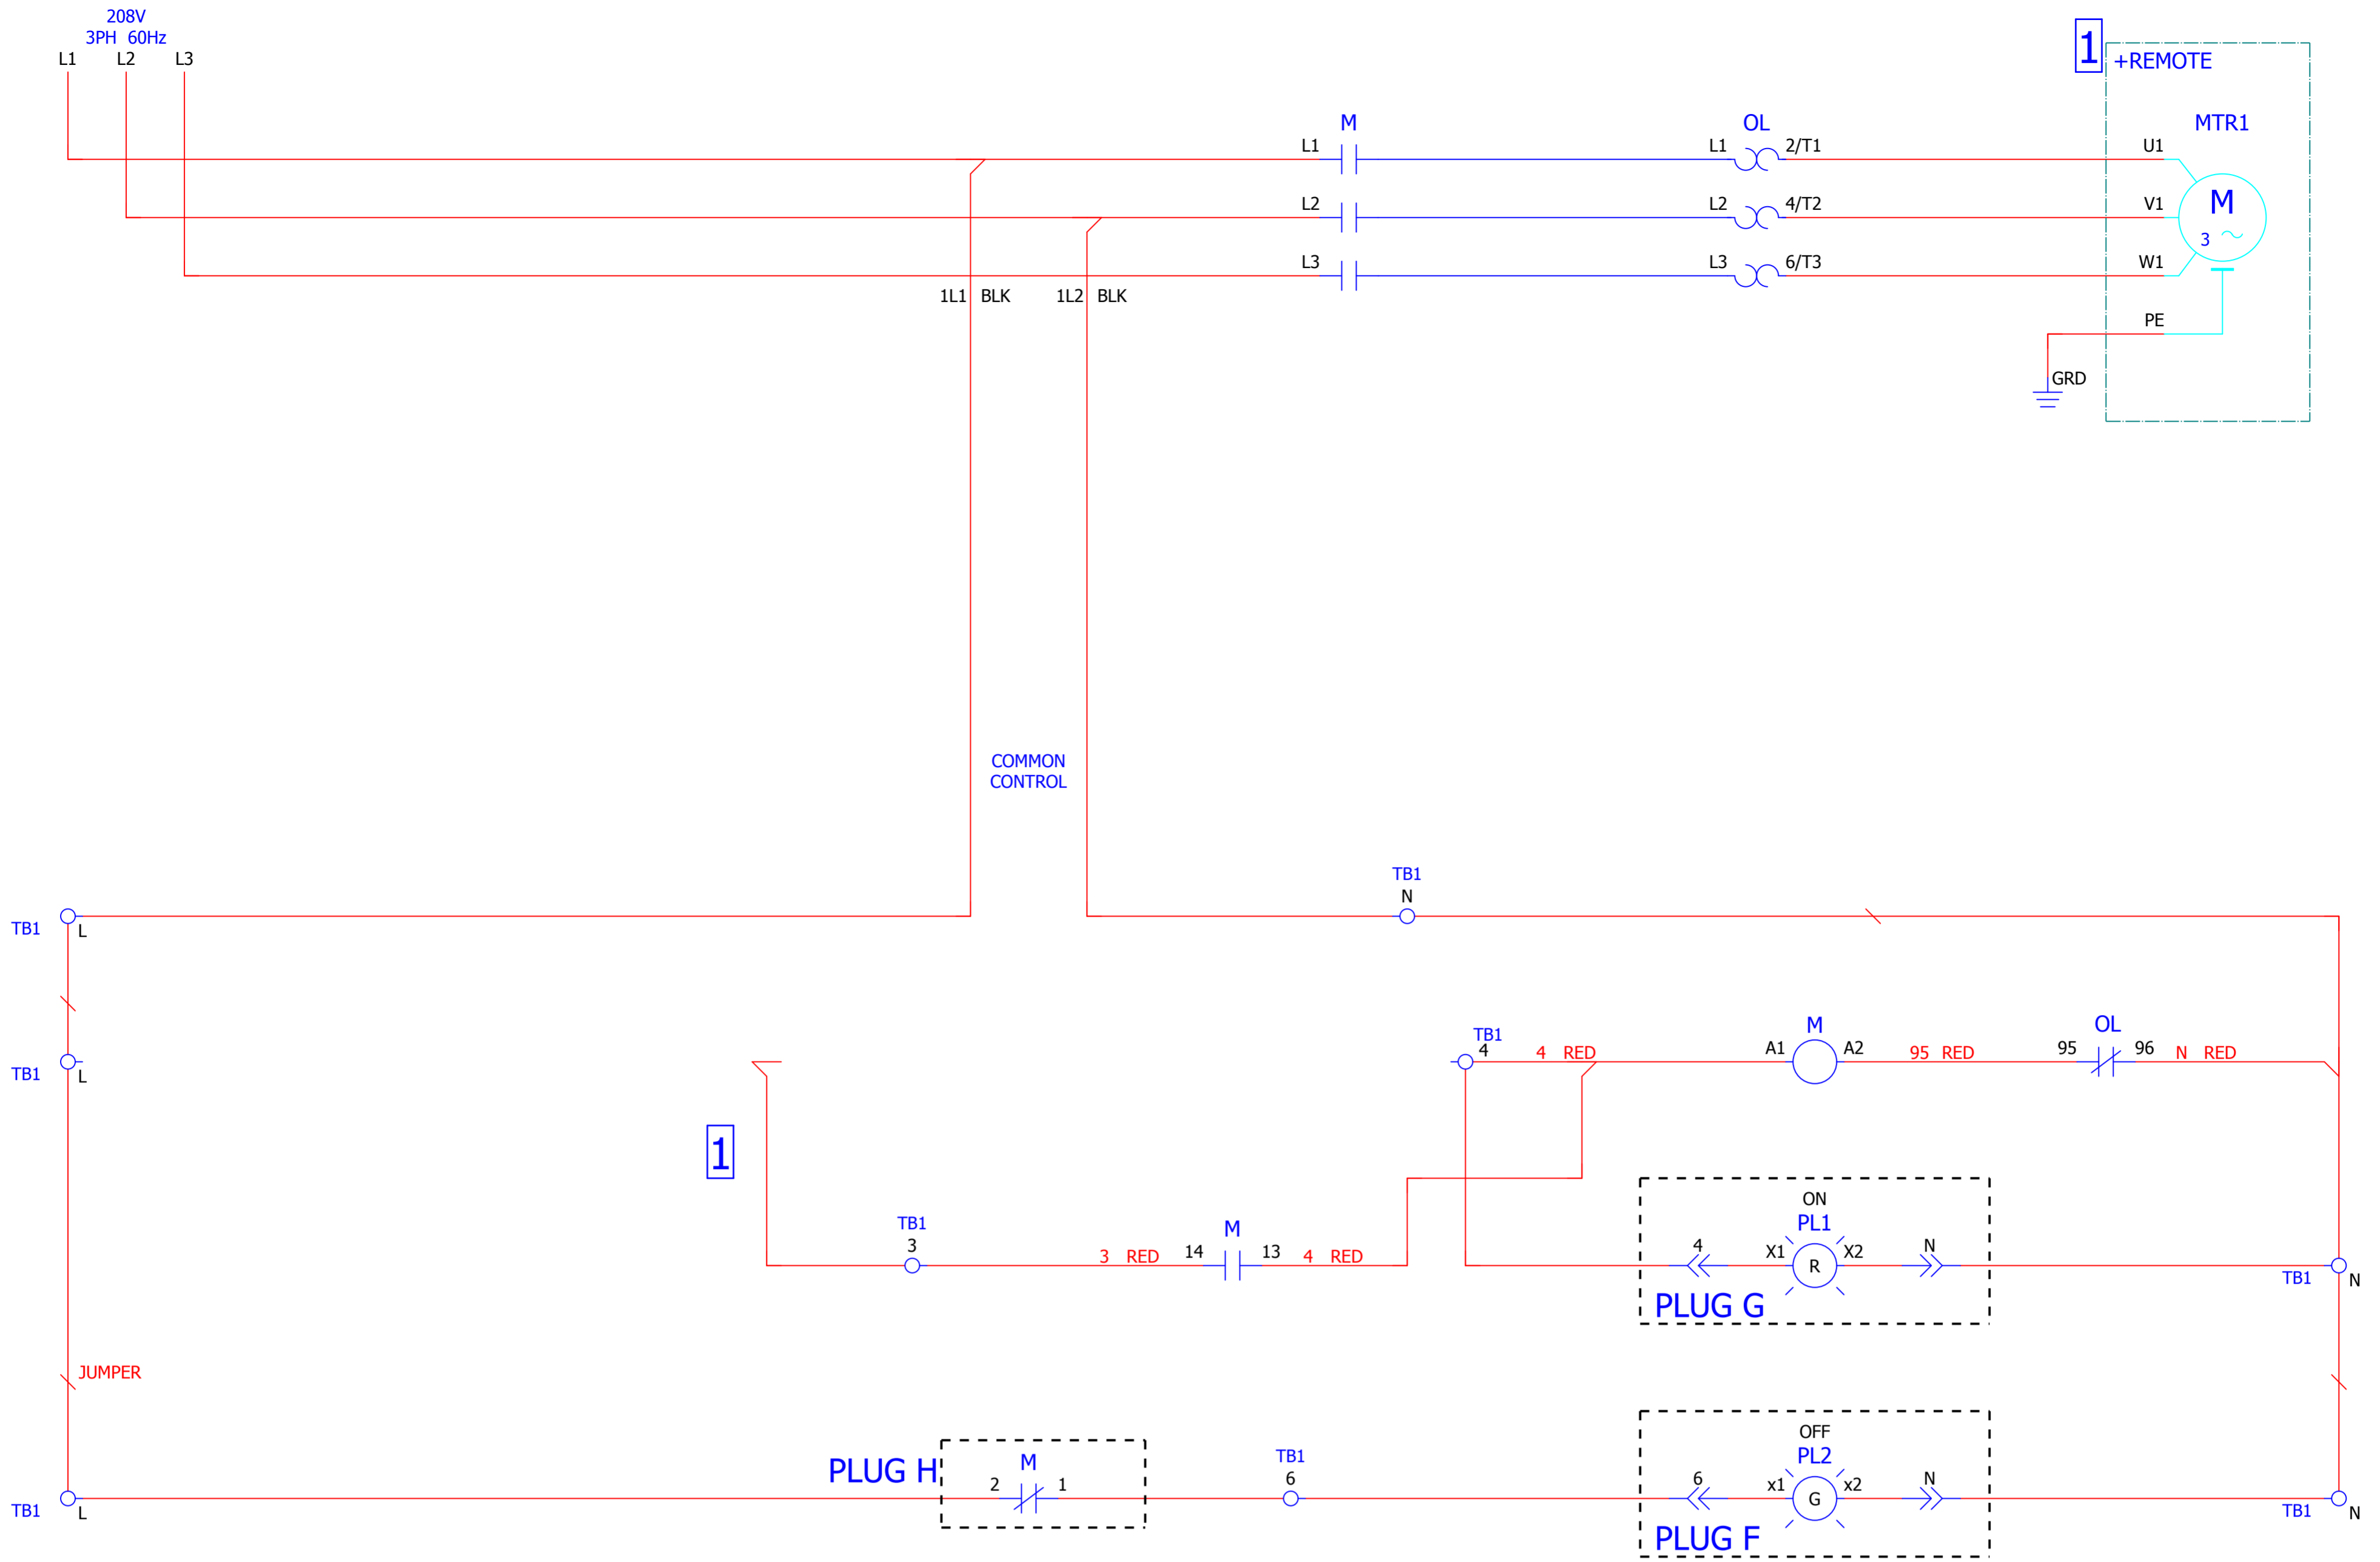 208V
3PH 60Hz
L1 L2 L3
1
+REMOTE
M OL MTR1
L1 L1 2/T1 U1
L2 L2 4/T2 V1
M
3
L3 L3 6/T3 W1
1L1 BLK 1L2 BLK
PE
GRD
COMMON
CONTROL
TB1
N
TB1 L
TB1
4 4 RED
M
A1 A2 95 RED
OL
95 96 N RED
TB1 L
1
TB1
3
3 RED
M
14 13 4 RED
ON
PL1
4 X1 R X2 N
PLUG G
TB1 N
JUMPER
PLUG H
M
2 1
TB1
6
OFF
PL2
6 x1 G x2 N
PLUG F
TB1 L
TB1 N